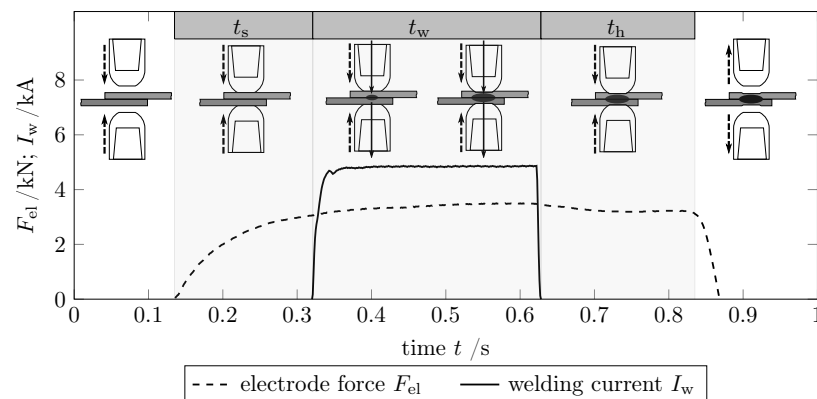 t_s t_w t_h
F_el /kN; I_w /kA
8
6
4
2
0
0 0.1 0.2 0.3 0.4 0.5 0.6 0.7 0.8 0.9 1
time t /s
electrode force F_el welding current I_w